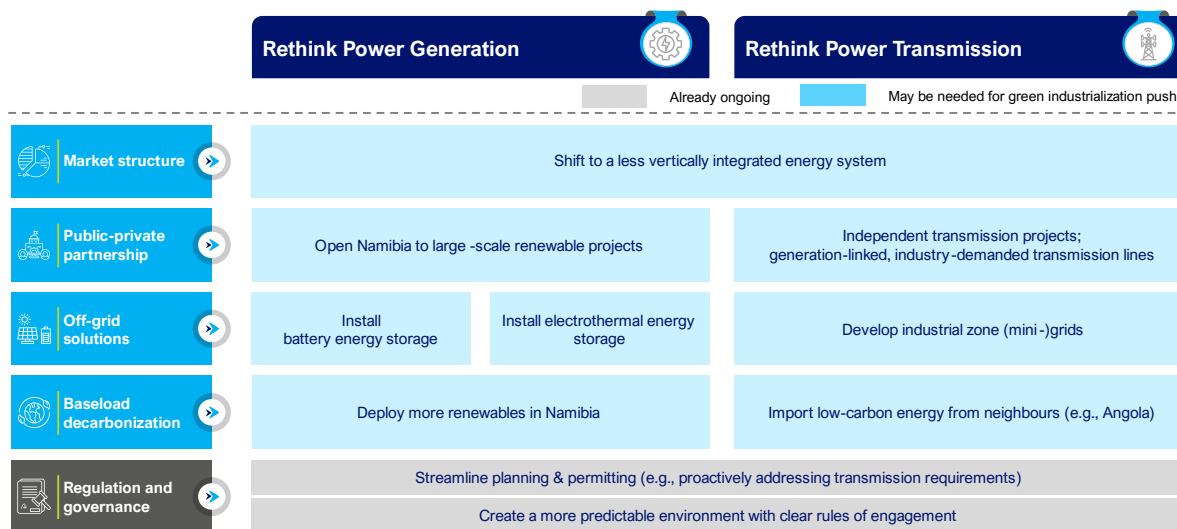 Rethink Power Generation
Rethink Power Transmission
Already ongoing
May be needed for green industrialization push
Market structure
Shift to a less vertically integrated energy system
Public-private
partnership
Open Namibia to large -scale renewable projects
Independent transmission projects;
generation-linked, industry-demanded transmission lines
Off-grid
solutions
Install
battery energy storage
Install electrothermal energy
storage
Develop industrial zone (mini-)grids
Baseload
decarbonization
Deploy more renewables in Namibia
Import low-carbon energy from neighbours (e.g., Angola)
Regulation and
governance
Streamline planning & permitting (e.g., proactively addressing transmission requirements)
Create a more predictable environment with clear rules of engagement